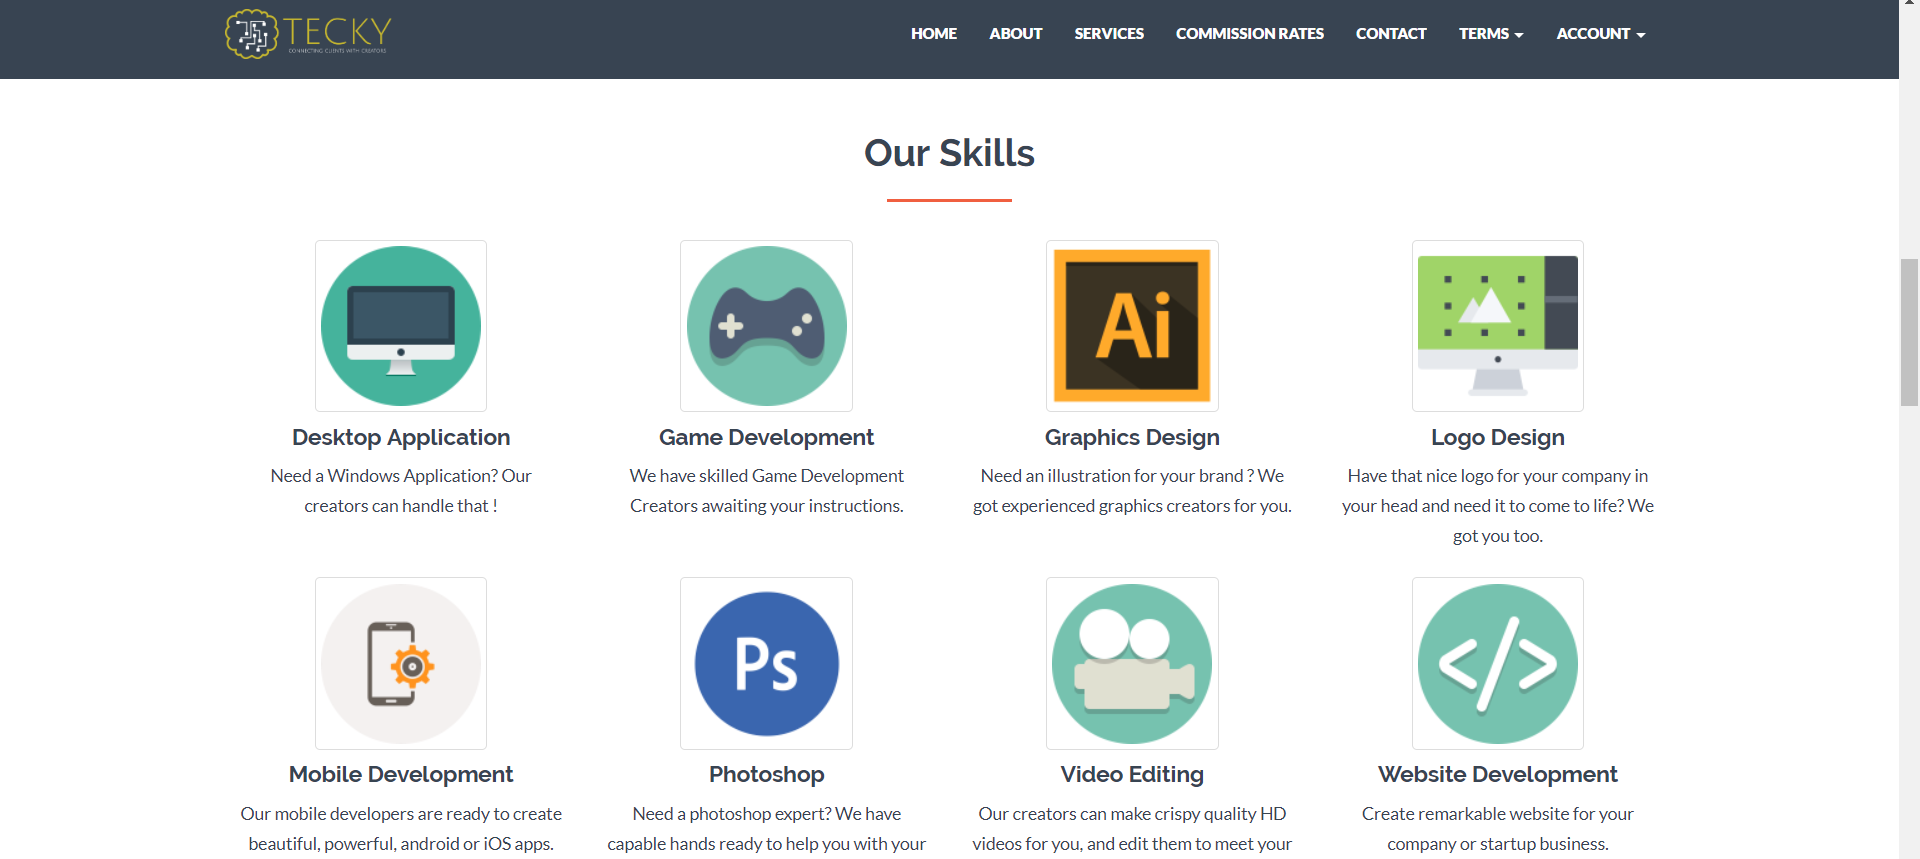 TECKY
CONNECTING CLIENTS WITH CREATORS
HOME ABOUT SERVICES COMMISSION RATES CONTACT TERMS ACCOUNT
Our Skills
Ai
Desktop Application
Need a Windows Application? Our
creators can handle that !
Game Development
We have skilled Game Development
Creators awaiting your instructions.
Graphics Design
Need an illustration for your brand ? We
got experienced graphics creators for you.
Logo Design
Have that nice logo for your company in
your head and need it to come to life? We
got you too.
Mobile Development
Our mobile developers are ready to create
beautiful, powerful, android or iOS apps.
Ps
Photoshop
Need a photoshop expert? We have
capable hands ready to help you with your
Video Editing
Our creators can make crispy quality HD
videos for you, and edit them to meet your
</>
Website Development
Create remarkable website for your
company or startup business.